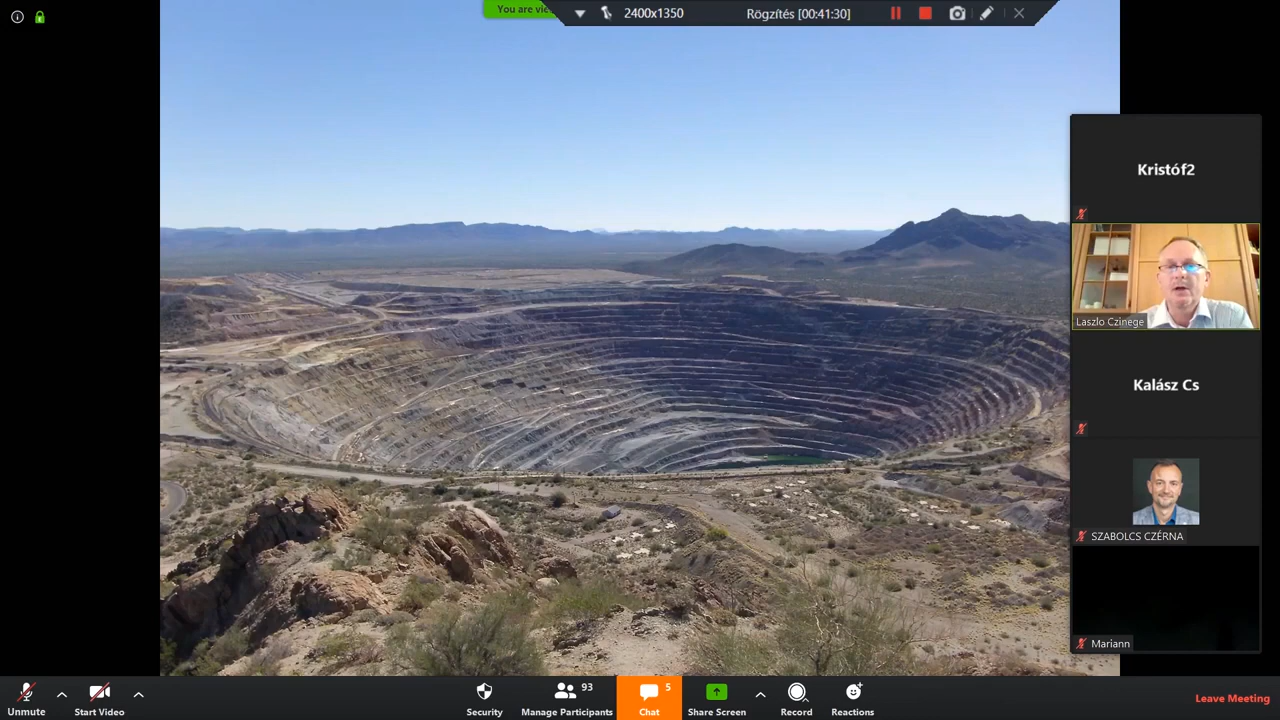 You are vie
2400x1350
Rögzítés [00:41:30]
Kristóf2
Laszlo Czinege
Kalász Cs
SZABOLCS CZÉRNA
Mariann
Unmute
Start Video
Security
93
Manage Participants
5
Chat
Share Screen
Record
Reactions
Leave Meeting